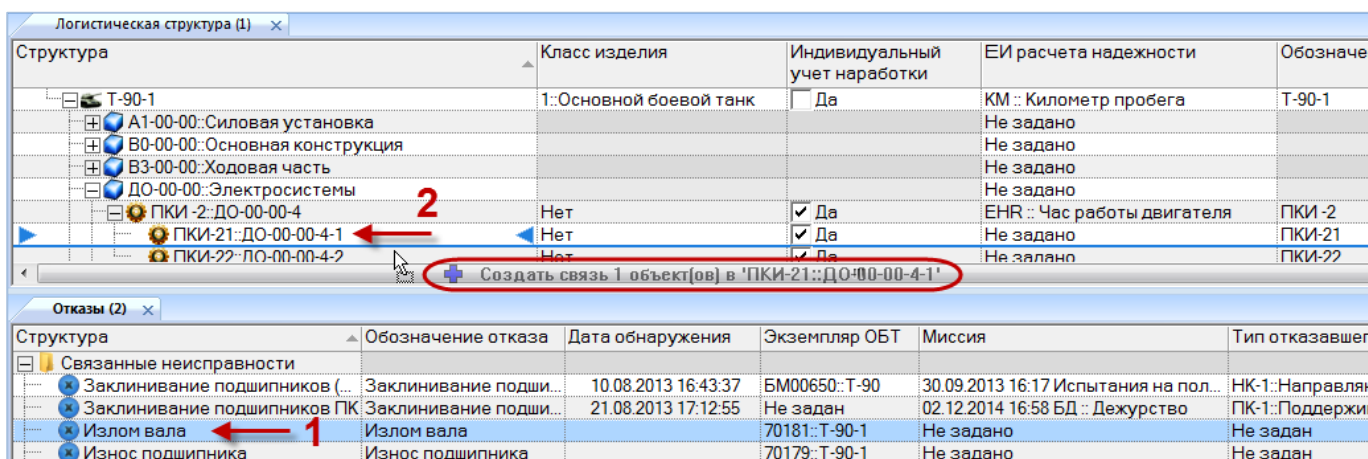 Логистическая структура (1)
Структура Класс изделия Индивидуальный учет наработки ЕИ расчета надежности Обозначе
Т-90-1 1::Основной боевой танк Да КМ :: Километр пробега Т-90-1
А1-00-00::Силовая установка Не задано
В0-00-00::Основная конструкция Не задано
В3-00-00::Ходовая часть Не задано
ДО-00-00::Электросистемы Не задано
2
ПКИ -2::ДО-00-00-4 Нет Да EHR :: Час работы двигателя ПКИ -2
ПКИ-21::ДО-00-00-4-1 Нет Да Не задано ПКИ-21
ПКИ-22::ДО-00-00-4-2 Нет Да Не задано ПКИ-22
Создать связь 1 объект(ов) в 'ПКИ-21::ДО-00-00-4-1'
Отказы (2)
Структура Обозначение отказа Дата обнаружения Экземпляр ОБТ Миссия Тип отказавшег
Связанные неисправности
Заклинивание подшипников (... Заклинивание подши... 10.08.2013 16:43:37 БМ00650::Т-90 30.09.2013 16:17 Испытания на пол... НК-1::Направля
Заклинивание подшипников ПК Заклинивание подши... 21.08.2013 17:12:55 Не задан 02.12.2014 16:58 БД :: Дежурство ПК-1::Поддержи
Излом вала 1 Излом вала 70181::Т-90-1 Не задано Не задан
Износ подшипника Износ подшипника 70179::Т-90-1 Не задано Не задан